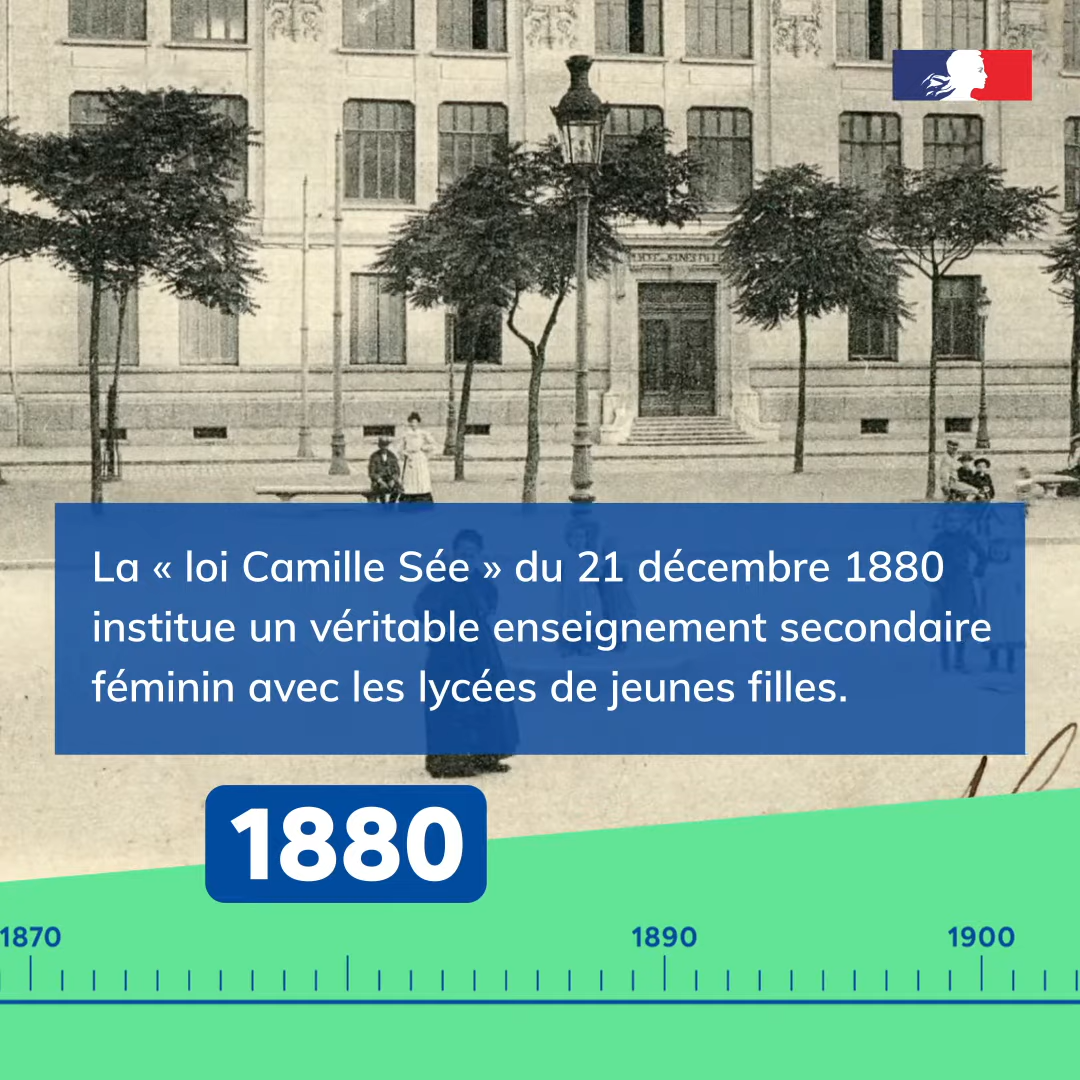 La « loi Camille Sée » du 21 décembre 1880
institue un véritable enseignement secondaire
féminin avec les lycées de jeunes filles.
1880
1870
1890
1900